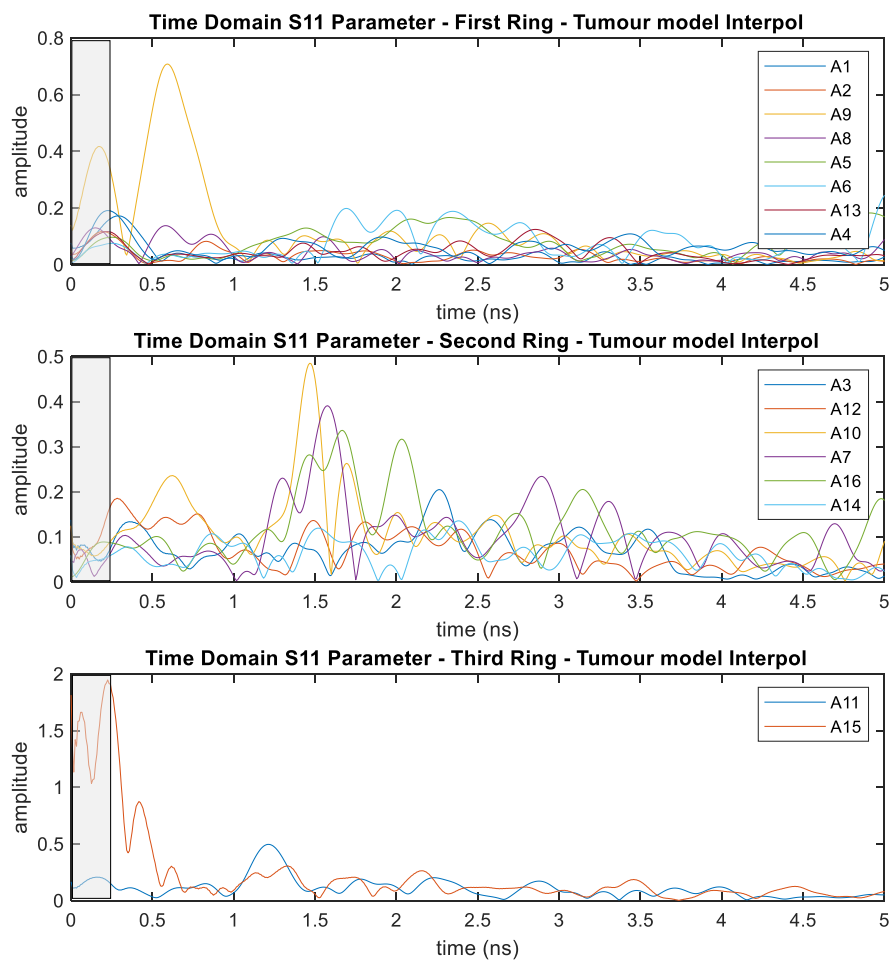 Time Domain S11 Parameter - First Ring - Tumour model Interpol
0.8
0.6
0.4
0.2
0
amplitude
A1
A2
A9
A8
A5
A6
A13
A4
0 0.5 1 1.5 2 2.5 3 3.5 4 4.5 5
time (ns)
Time Domain S11 Parameter - Second Ring - Tumour model Interpol
0.5
0.4
0.3
0.2
0.1
0
amplitude
A3
A12
A10
A7
A16
A14
0 0.5 1 1.5 2 2.5 3 3.5 4 4.5 5
time (ns)
Time Domain S11 Parameter - Third Ring - Tumour model Interpol
2
1.5
1
0.5
0
amplitude
A11
A15
0 0.5 1 1.5 2 2.5 3 3.5 4 4.5 5
time (ns)